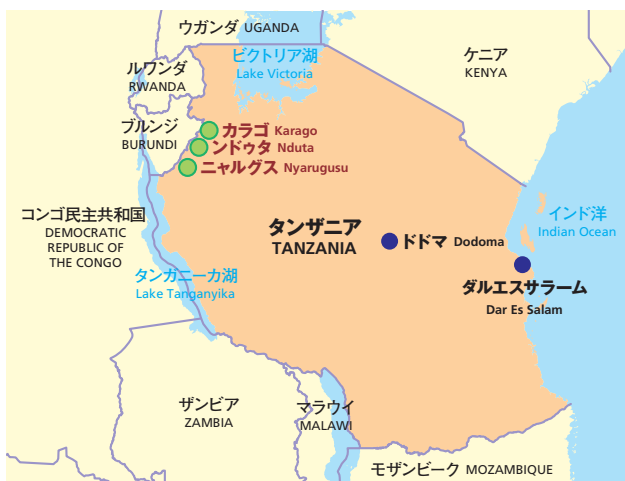 ウガンダ UGANDA
ビクトリア湖
Lake Victoria
ケニア
KENYA
ルワンダ
RWANDA
ブルンジ
BURUNDI
カラゴ Karago
ンドゥタ Nduta
ニャルグス Nyarugusu
コンゴ民主共和国
DEMOCRATIC
REPUBLIC OF
THE CONGO
タンザニア
TANZANIA
ドドマ Dodoma
インド洋
Indian Ocean
タンガニーカ湖
Lake Tanganyika
ダルエスサラーム
Dar Es Salam
ザンビア
ZAMBIA
マラウイ
MALAWI
モザンビーク MOZAMBIQUE